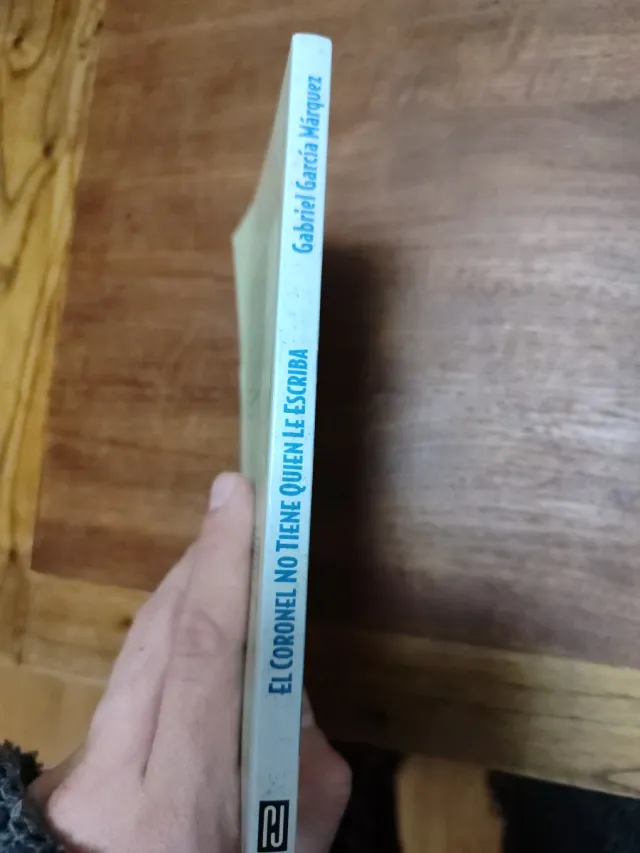 EL CORONEL NO TIENE QUIEN LE ESCRIBA
Gabriel García Márquez